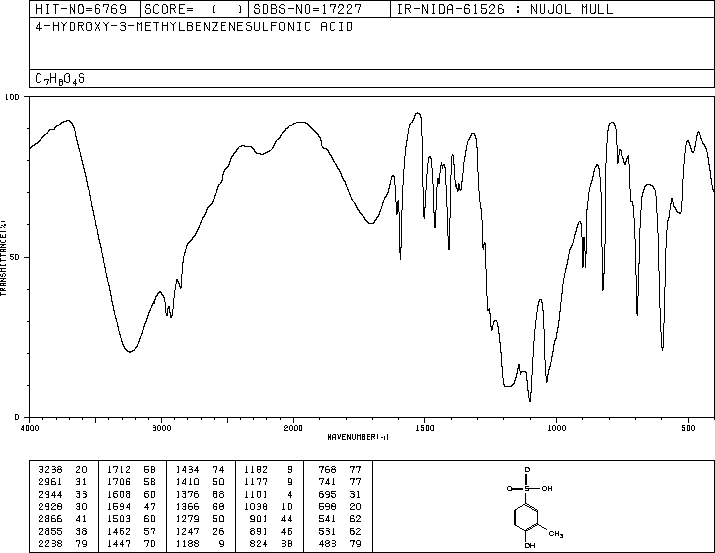 HIT-NO=6769 SCORE= ( ) SDBS-NO=17227 IR-NIDA-61526 : NUJOL MULL
4-HYDROXY-3-METHYLBENZENESULFONIC ACID
C7H8O4S
100
50
0
TRANSMITTANCE(%)
4000 3000 2000 1500 1000 500
WAVENUMBER(-1)
3238 20 1712 58 1434 74 1182 9 768 77
2961 31 1706 58 1410 50 1177 9 741 77
2944 33 1608 60 1376 68 1101 4 695 31
2928 30 1594 47 1366 68 1038 10 598 20
2866 41 1503 60 1279 50 901 44 541 62
2855 38 1462 57 1247 26 891 46 531 62
2238 79 1447 70 1188 9 824 38 483 79
O
O S OH
CH3
OH